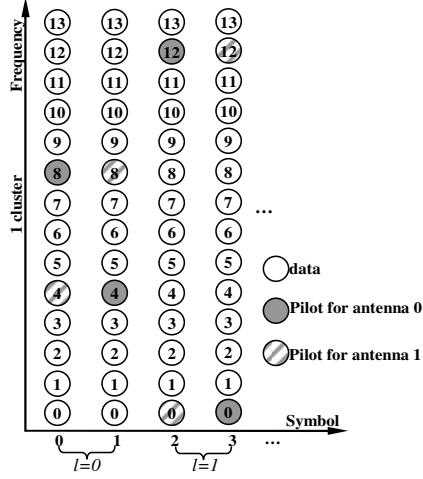 Frequency
1 cluster
13 13 13 13
12 12 12 12
11 11 11 11
10 10 10 10
9 9 9 9
8 8 8 8
7 7 7 7
...
6 6 6 6
5 5 5 5
data
4 4 4 4
Pilot for antenna 0
3 3 3 3
2 2 2 2
Pilot for antenna 1
1 1 1 1
0 0 0 0
Symbol
0 1 2 3 ...
l=0 l=1